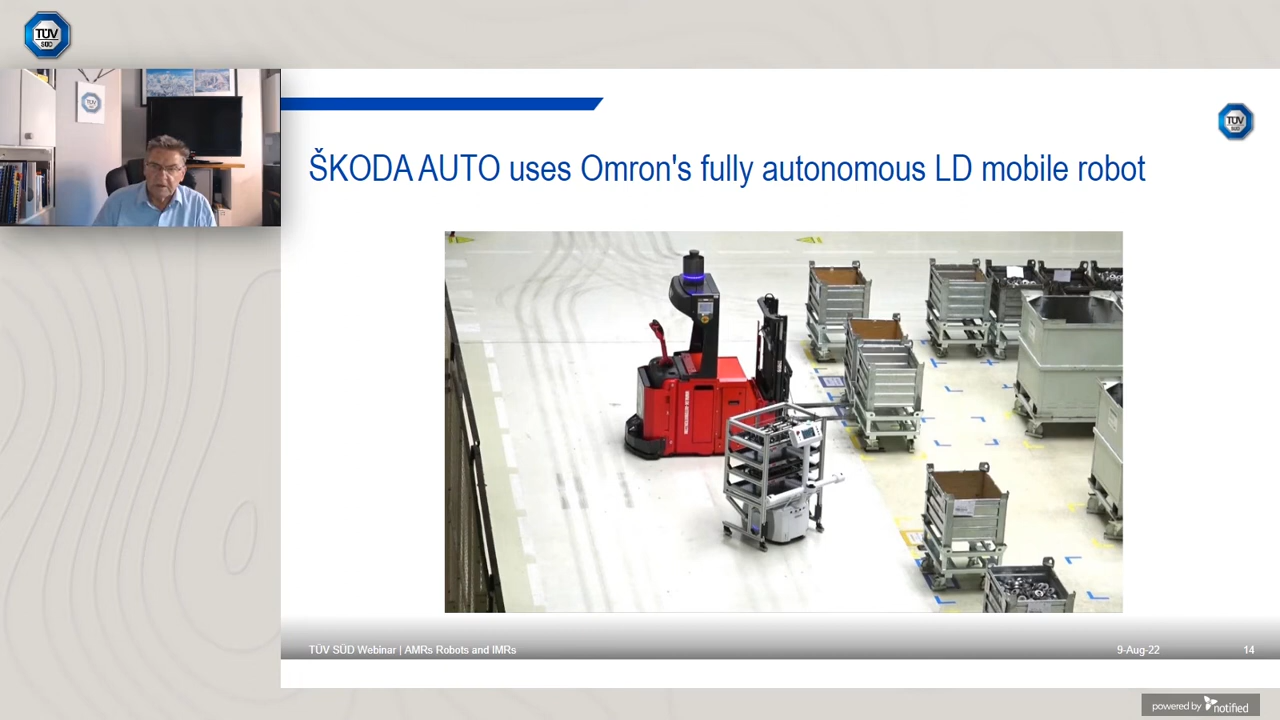 TÜV
SÜD
TÜV
TÜV
SÜD
ŠKODA AUTO uses Omron's fully autonomous LD mobile robot
TÜV SÜD Webinar | AMRs Robots and IMRs
9-Aug-22
14
powered by notified